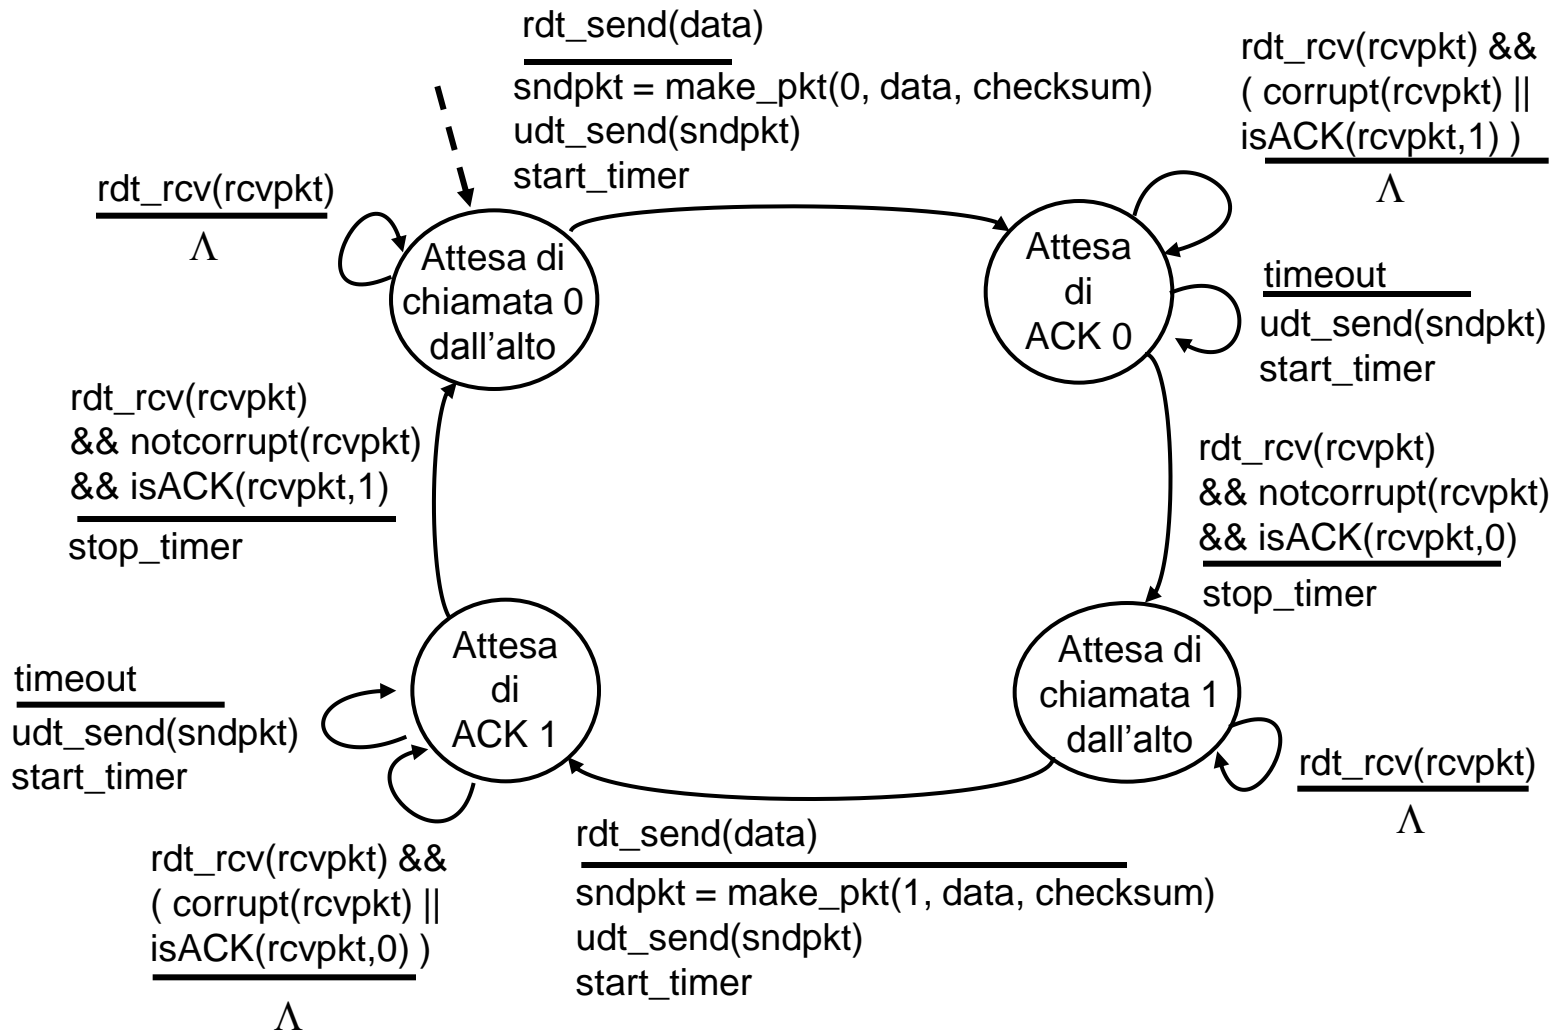 rdt_send(data)
sndpkt = make_pkt(0, data, checksum)
udt_send(sndpkt)
start_timer
rdt_rcv(rcvpkt) &&
( corrupt(rcvpkt) ||
isACK(rcvpkt,1) )
Λ
rdt_rcv(rcvpkt)
Λ
Attesa di
chiamata 0
dall’alto
Attesa
di
ACK 0
timeout
udt_send(sndpkt)
start_timer
rdt_rcv(rcvpkt)
&& notcorrupt(rcvpkt)
&& isACK(rcvpkt,1)
stop_timer
rdt_rcv(rcvpkt)
&& notcorrupt(rcvpkt)
&& isACK(rcvpkt,0)
stop_timer
timeout
udt_send(sndpkt)
start_timer
Attesa
di
ACK 1
Attesa di
chiamata 1
dall’alto
rdt_rcv(rcvpkt)
Λ
rdt_rcv(rcvpkt) &&
( corrupt(rcvpkt) ||
isACK(rcvpkt,0) )
Λ
rdt_send(data)
sndpkt = make_pkt(1, data, checksum)
udt_send(sndpkt)
start_timer